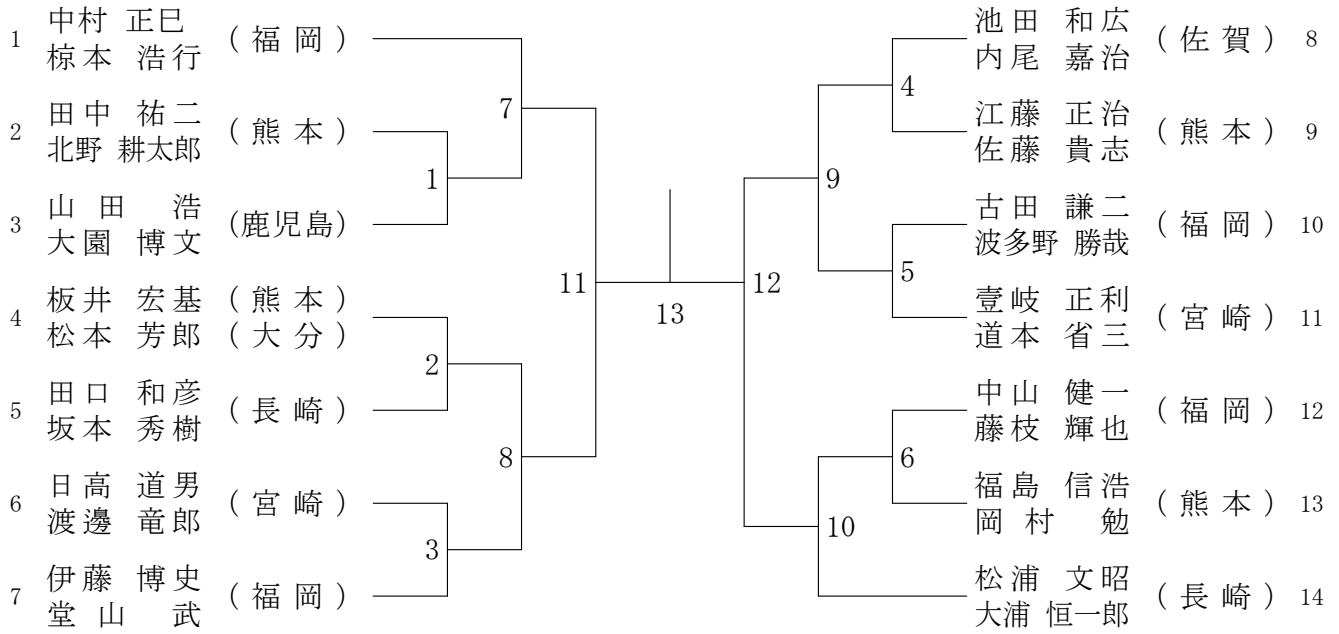 1 中村 正巳 (福岡)
椋本 浩行
2 田中 祐二 (熊本)
北野 耕太郎
3 山田 浩 (鹿児島)
大園 博文
4 板井 宏基 (熊本)
松本 芳郎 (大分)
5 田口 和彦 (長崎)
坂本 秀樹
6 日高 道男 (宮崎)
渡邊 竜郎
7 伊藤 博史 (福岡)
堂山 武
7
1
11
2
8
3
13
池田 和広 (佐賀) 8
内尾 嘉治
江藤 正治 (熊本) 9
佐藤 貴志
古田 謙二 (福岡) 10
波多野 勝哉
壹岐 正利 (宮崎) 11
道本 省三
中山 健一 (福岡) 12
藤枝 輝也
福島 信浩 (熊本) 13
岡村 勉
松浦 文昭 (長崎) 14
大浦 恒一郎
4
9
5
12
6
10